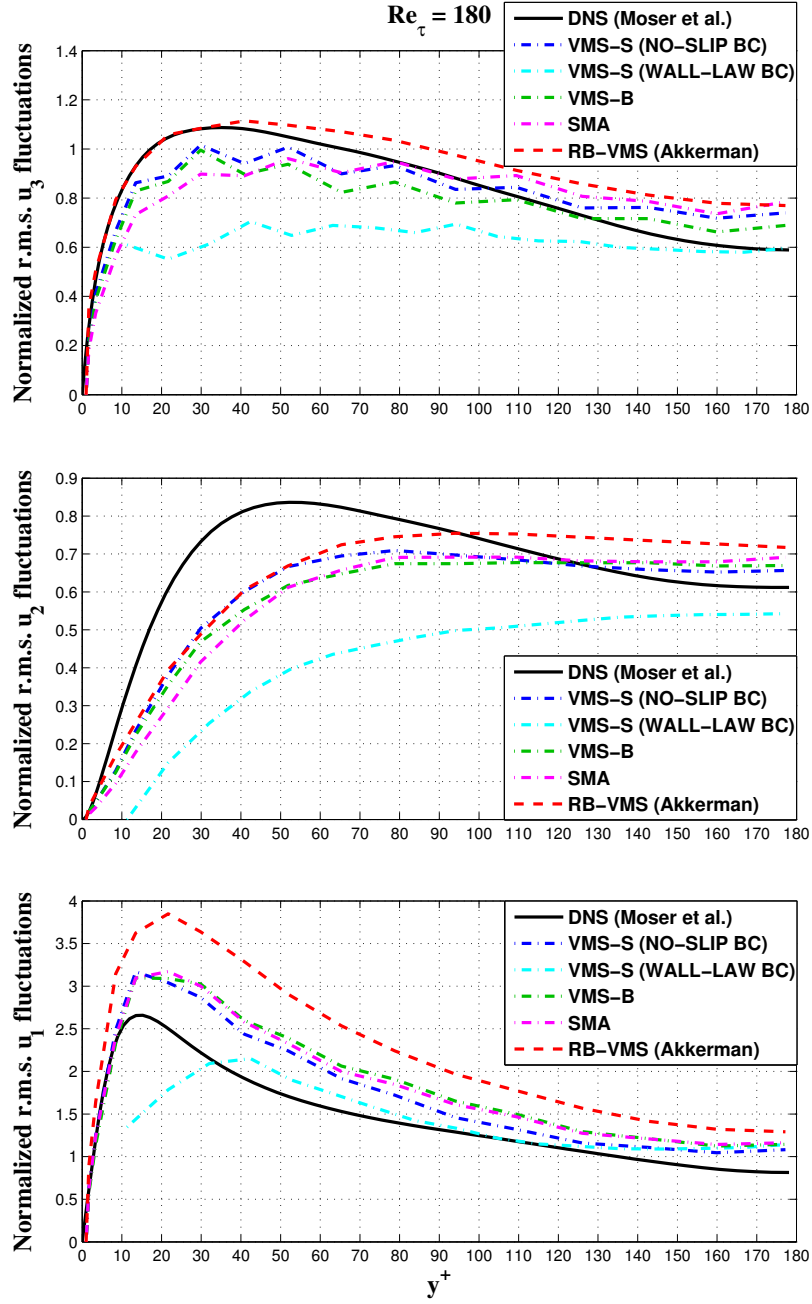 Re_τ = 180
Normalized r.m.s. u_3 fluctuations
1.4
1.2
1
0.8
0.6
0.4
0.2
0
0 10 20 30 40 50 60 70 80 90 100 110 120 130 140 150 160 170 180
DNS (Moser et al.)
VMS-S (NO-SLIP BC)
VMS-S (WALL-LAW BC)
VMS-B
SMA
RB-VMS (Akkerman)
Normalized r.m.s. u_2 fluctuations
0.9
0.8
0.7
0.6
0.5
0.4
0.3
0.2
0.1
0
0 10 20 30 40 50 60 70 80 90 100 110 120 130 140 150 160 170 180
DNS (Moser et al.)
VMS-S (NO-SLIP BC)
VMS-S (WALL-LAW BC)
VMS-B
SMA
RB-VMS (Akkerman)
Normalized r.m.s. u_1 fluctuations
4
3.5
3
2.5
2
1.5
1
0.5
0
0 10 20 30 40 50 60 70 80 90 100 110 120 130 140 150 160 170 180
DNS (Moser et al.)
VMS-S (NO-SLIP BC)
VMS-S (WALL-LAW BC)
VMS-B
SMA
RB-VMS (Akkerman)
y^+